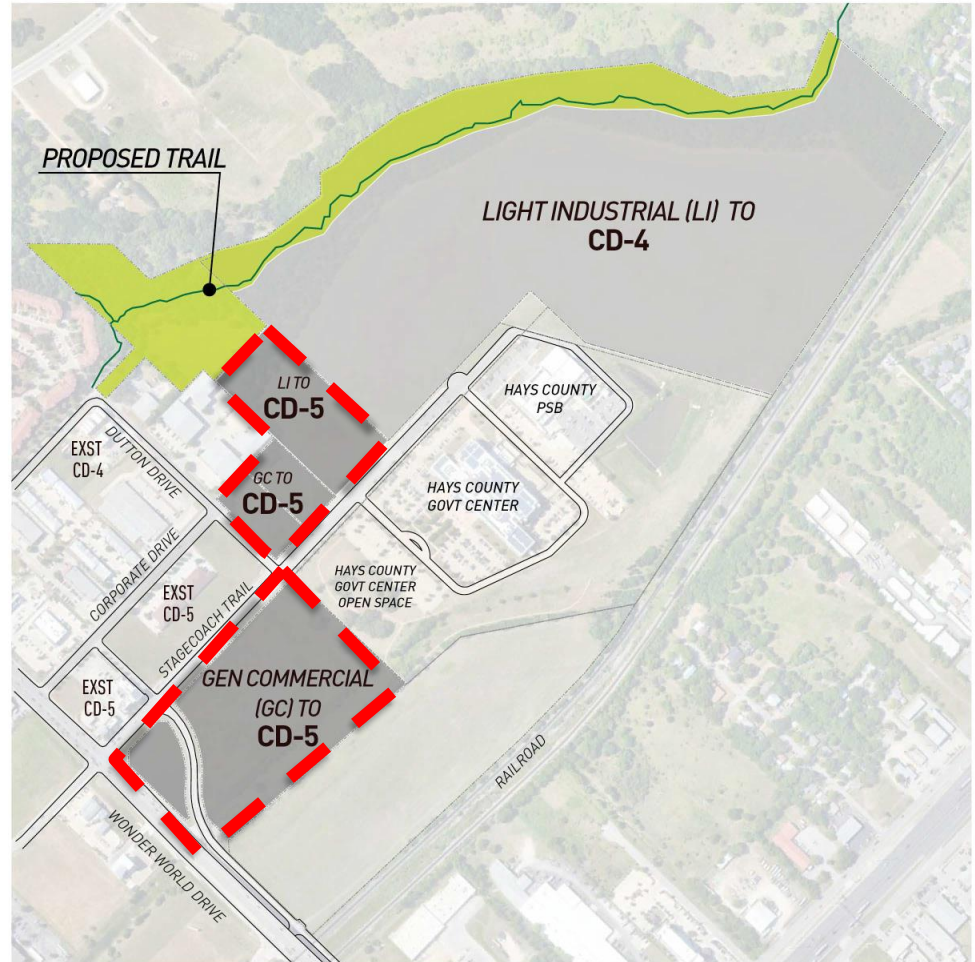 PROPOSED TRAIL
LIGHT INDUSTRIAL (LI) TO
CD-4
LI TO
CD-5
HAYS COUNTY
PSB
EXST
CD-4
DUTTON DRIVE
GC TO
CD-5
HAYS COUNTY
GOVT CENTER
CORPORATE DRIVE
EXST
CD-5
STAGECOACH TRAIL
HAYS COUNTY
GOVT CENTER
OPEN SPACE
EXST
CD-5
GEN COMMERCIAL
(GC) TO
CD-5
RAILROAD
WONDER WORLD DRIVE